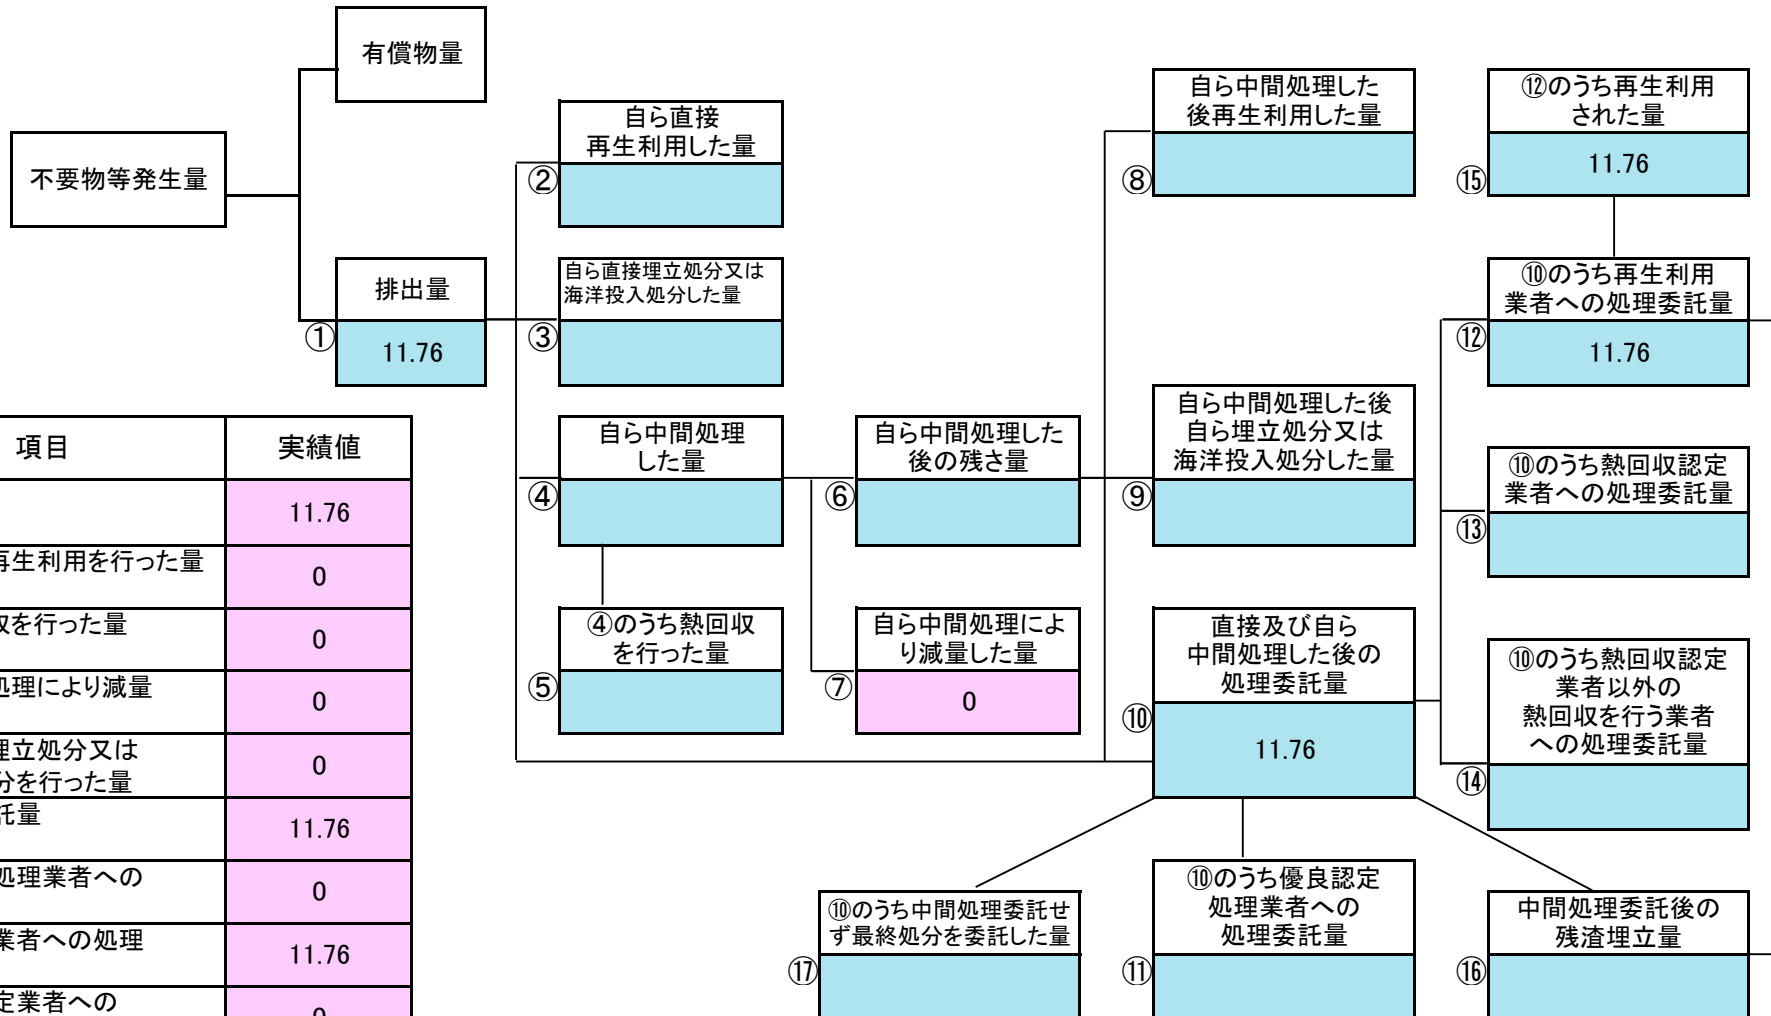 有償物量
不要物等発生量
排出量
①
11.76
自ら直接
再生利用した量
②
自ら直接埋立処分又は
海洋投入処分した量
③
自ら中間処理
した量
④
④のうち熱回収
を行った量
⑤
自ら中間処理した
後の残さ量
⑥
自ら中間処理によ
り減量した量
⑦
0
自ら中間処理した
後再生利用した量
⑧
自ら中間処理した後
自ら埋立処分又は
海洋投入処分した量
⑨
直接及び自ら
中間処理した後の
処理委託量
⑩
11.76
⑫のうち再生利用
された量
⑮
11.76
⑩のうち再生利用
業者への処理委託量
⑫
11.76
⑩のうち熱回収認定
業者への処理委託量
⑬
⑩のうち熱回収認定
業者以外の
熱回収を行う業者
への処理委託量
⑭
⑩のうち中間処理委託せ
ず最終処分を委託した量
⑰
⑩のうち優良認定
処理業者への
処理委託量
⑪
中間処理委託後の
残渣埋立量
⑯
項目
実績値
11.76
再生利用を行った量
0
を行った量
0
処理により減量
0
埋立処分又は
分を行った量
0
託量
11.76
処理業者への
0
業者への処理
11.76
定業者への
0